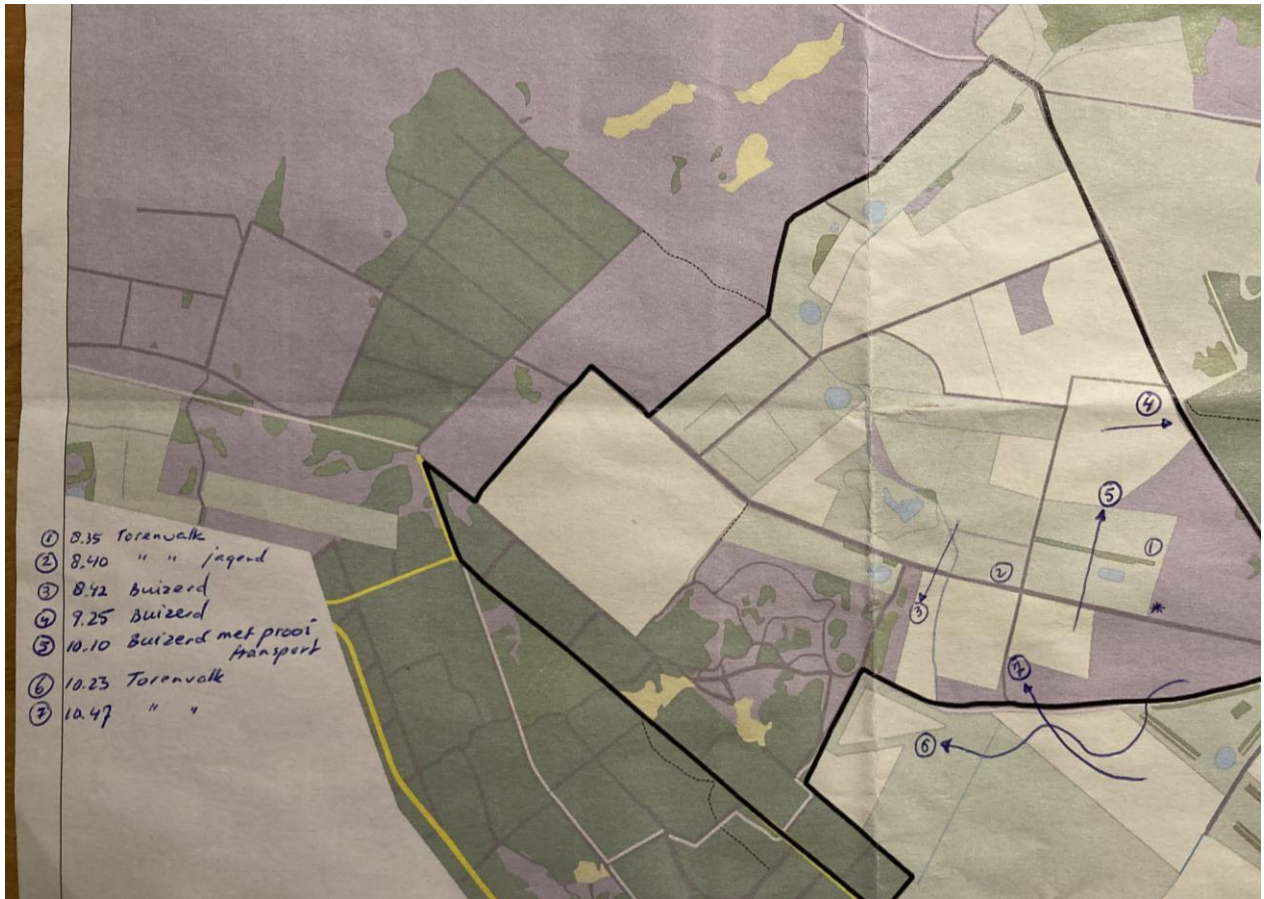 ① 8.35 Torenvalk
② 8.40 " " jagend
③ 8.42 Buizerd
④ 9.25 Buizerd
⑤ 10.10 Buizerd met prooi
transport
⑥ 10.23 Torenvalk
⑦ 10.47 " "
④
⑤
①
②
③
*
⑦
⑥